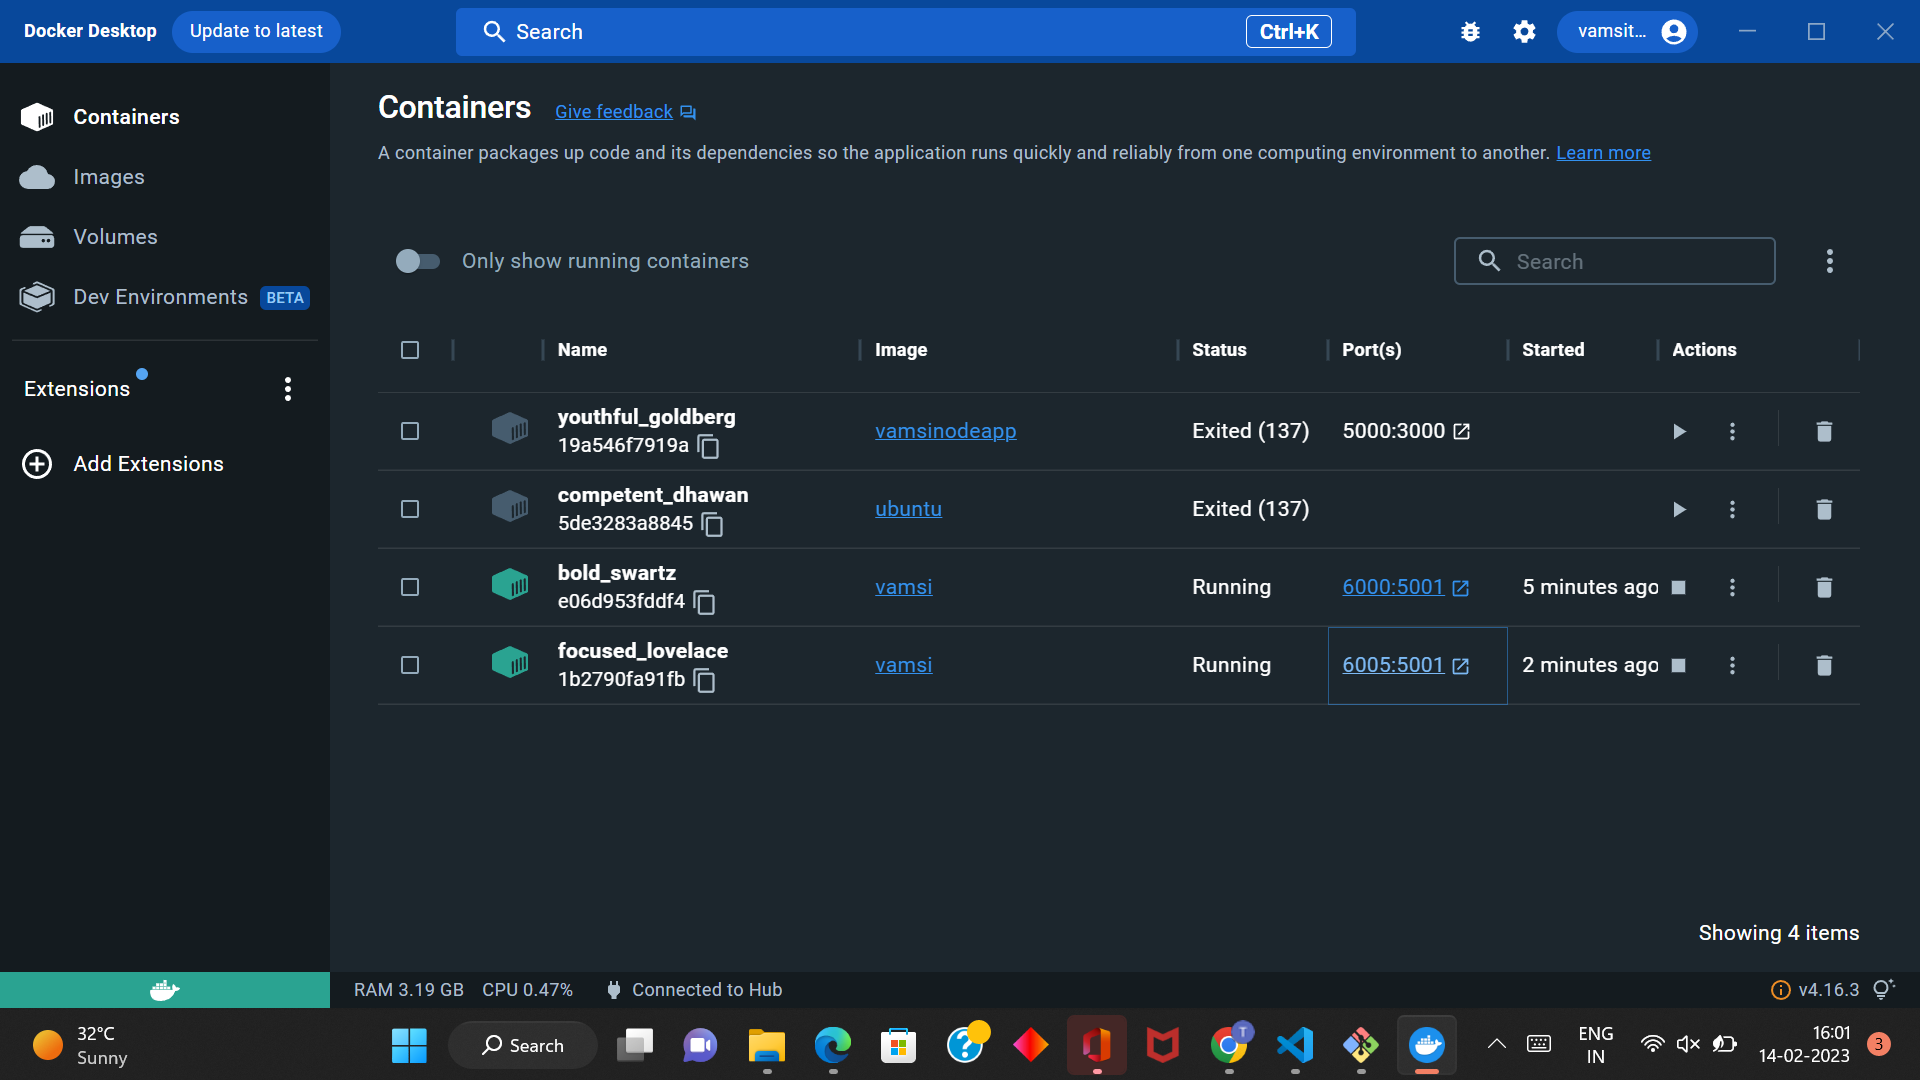 Docker Desktop Update to latest Search Ctrl+K vamsit...
Containers
Images
Volumes
Dev Environments BETA
Extensions
Add Extensions
Containers Give feedback
A container packages up code and its dependencies so the application runs quickly and reliably from one computing environment to another. Learn more
Only show running containers Search
Name Image Status Port(s) Started Actions
youthful_goldberg
19a546f7919a vamsinodeapp Exited (137) 5000:3000
competent_dhawan
5de3283a8845 ubuntu Exited (137)
bold_swartz
e06d953fddf4 vamsi Running 6000:5001 5 minutes ago
focused_lovelace
1b2790fa91fb vamsi Running 6005:5001 2 minutes ago
Showing 4 items
RAM 3.19 GB CPU 0.47% Connected to Hub v4.16.3
32°C
Sunny
Search
T
ENG
IN
16:01
14-02-2023
3